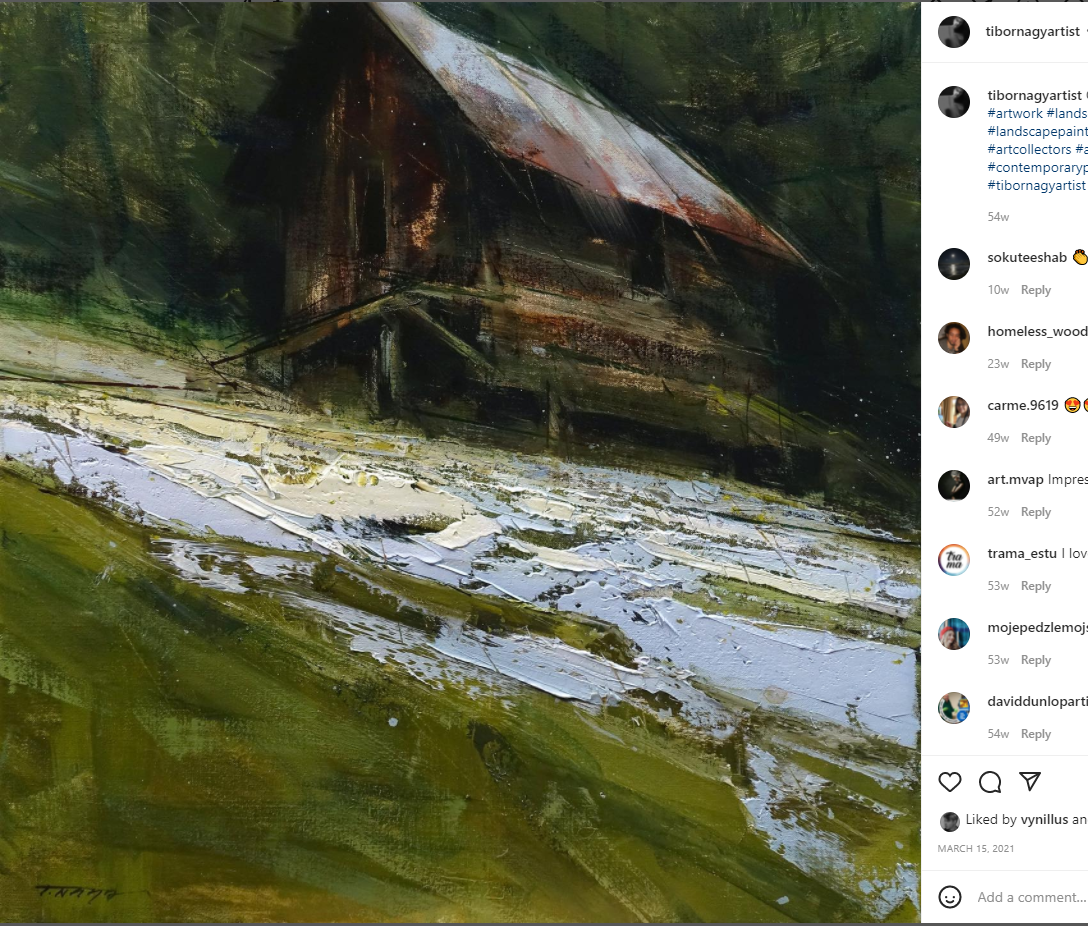 tibornagyartist
tibornagyartist
#artwork #lands
#landscapepaint
#artcollectors #a
#contemporaryp
#tibornagyartist
54w
sokuteeshab 👏
10w Reply
homeless_wood
23w Reply
carme.9619 😍
49w Reply
art.mvap Impres
52w Reply
trama_estu I lov
53w Reply
mojepedzlemojs
53w Reply
daviddunloparti
54w Reply
Liked by vynillus an
MARCH 15, 2021
Add a comment...
T. Nagy